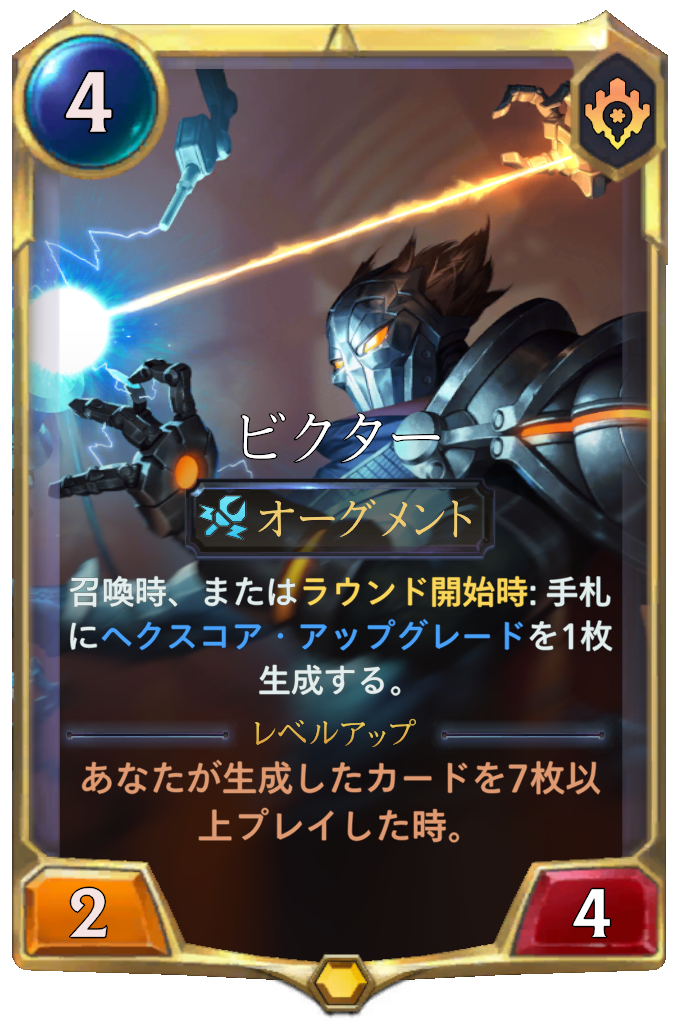 4
ビクター
オーグメント
召喚時、またはラウンド開始時: 手札
にヘクスコア・アップグレードを1枚
生成する。
レベルアップ
あなたが生成したカードを7枚以
上プレイした時。
2
4